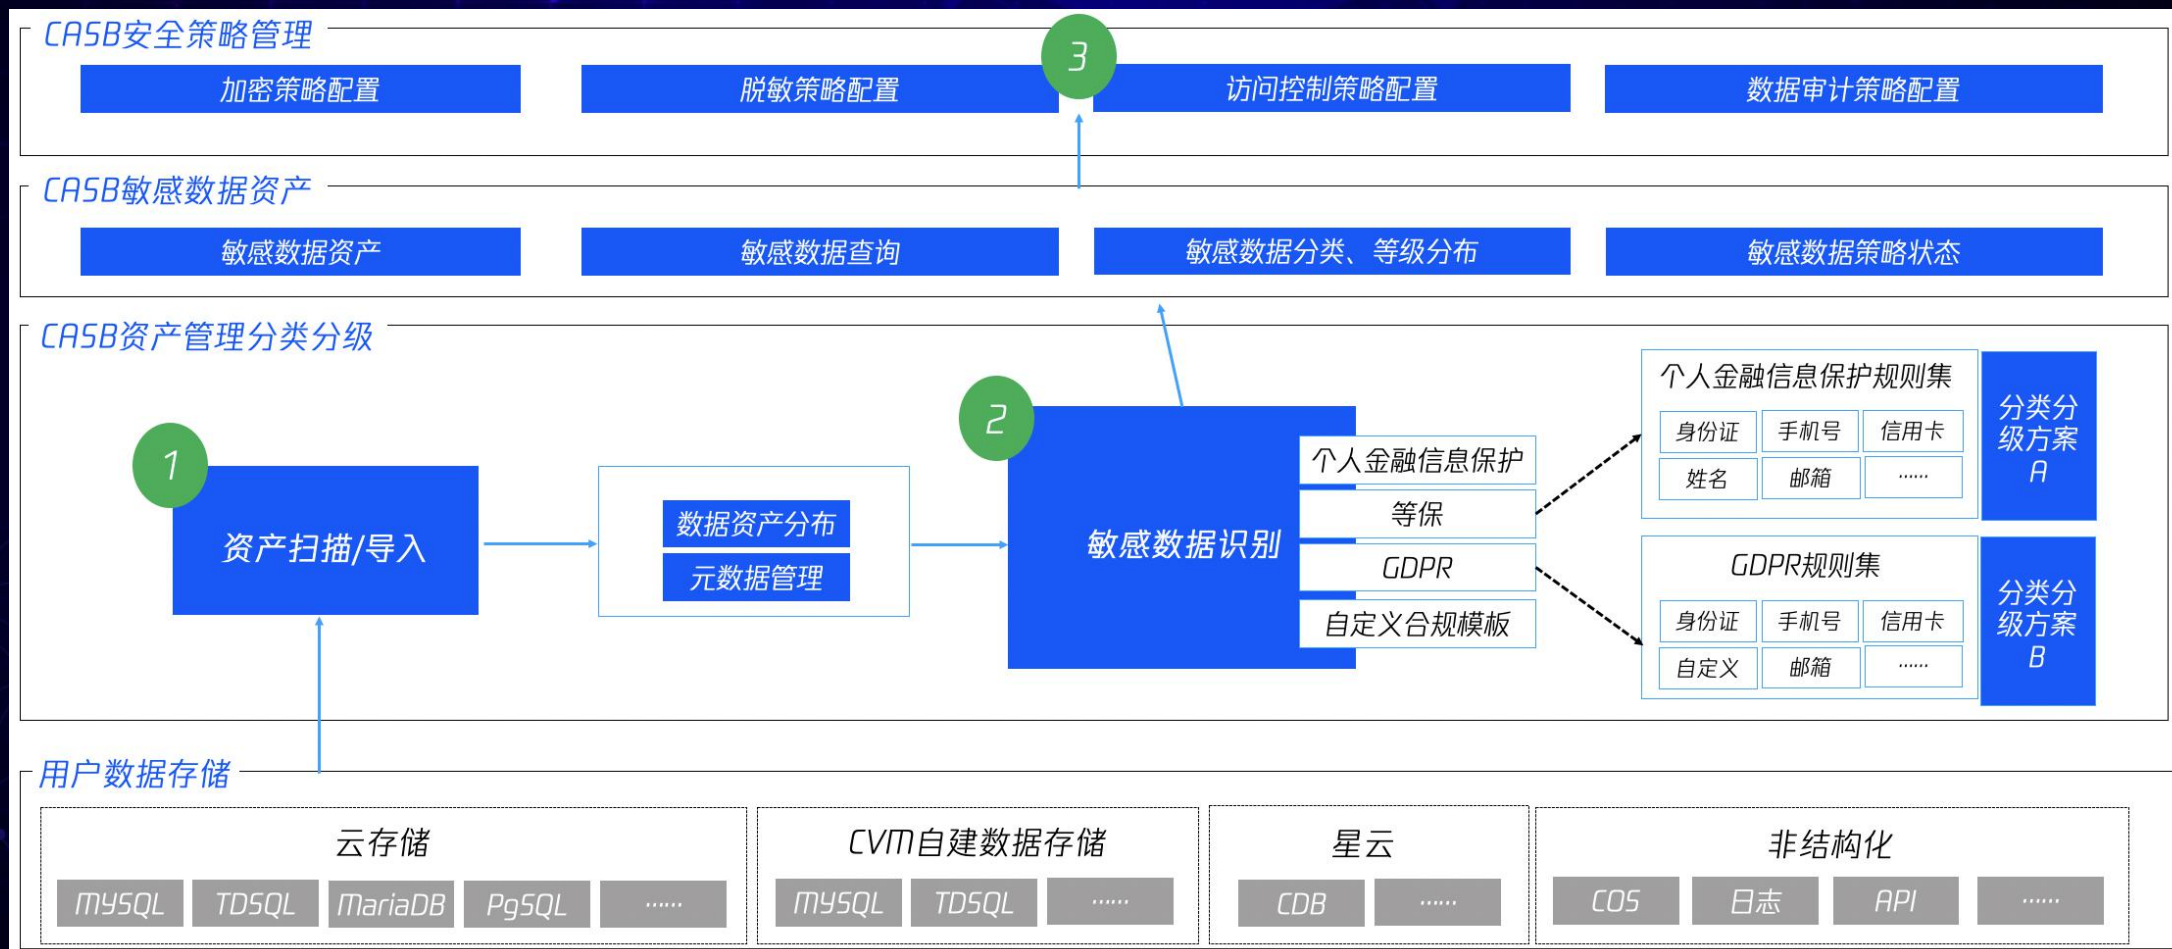 CASB安全策略管理
3
加密策略配置
脱敏策略配置
访问控制策略配置
数据审计策略配置
CASB敏感数据资产
敏感数据资产
敏感数据查询
敏感数据分类、等级分布
敏感数据策略状态
CASB资产管理分类分级
1
资产扫描/导入
数据资产分布
元数据管理
2
敏感数据识别
个人金融信息保护
等保
GDPR
自定义合规模板
个人金融信息保护规则集
身份证
手机号
信用卡
姓名
邮箱
……
分类分
级方案
A
GDPR规则集
身份证
手机号
信用卡
自定义
邮箱
……
分类分
级方案
B
用户数据存储
云存储
MYSQL
TDSQL
MariaDB
PgSQL
……
CVM自建数据存储
MYSQL
TDSQL
……
星云
CDB
……
非结构化
COS
日志
API
……